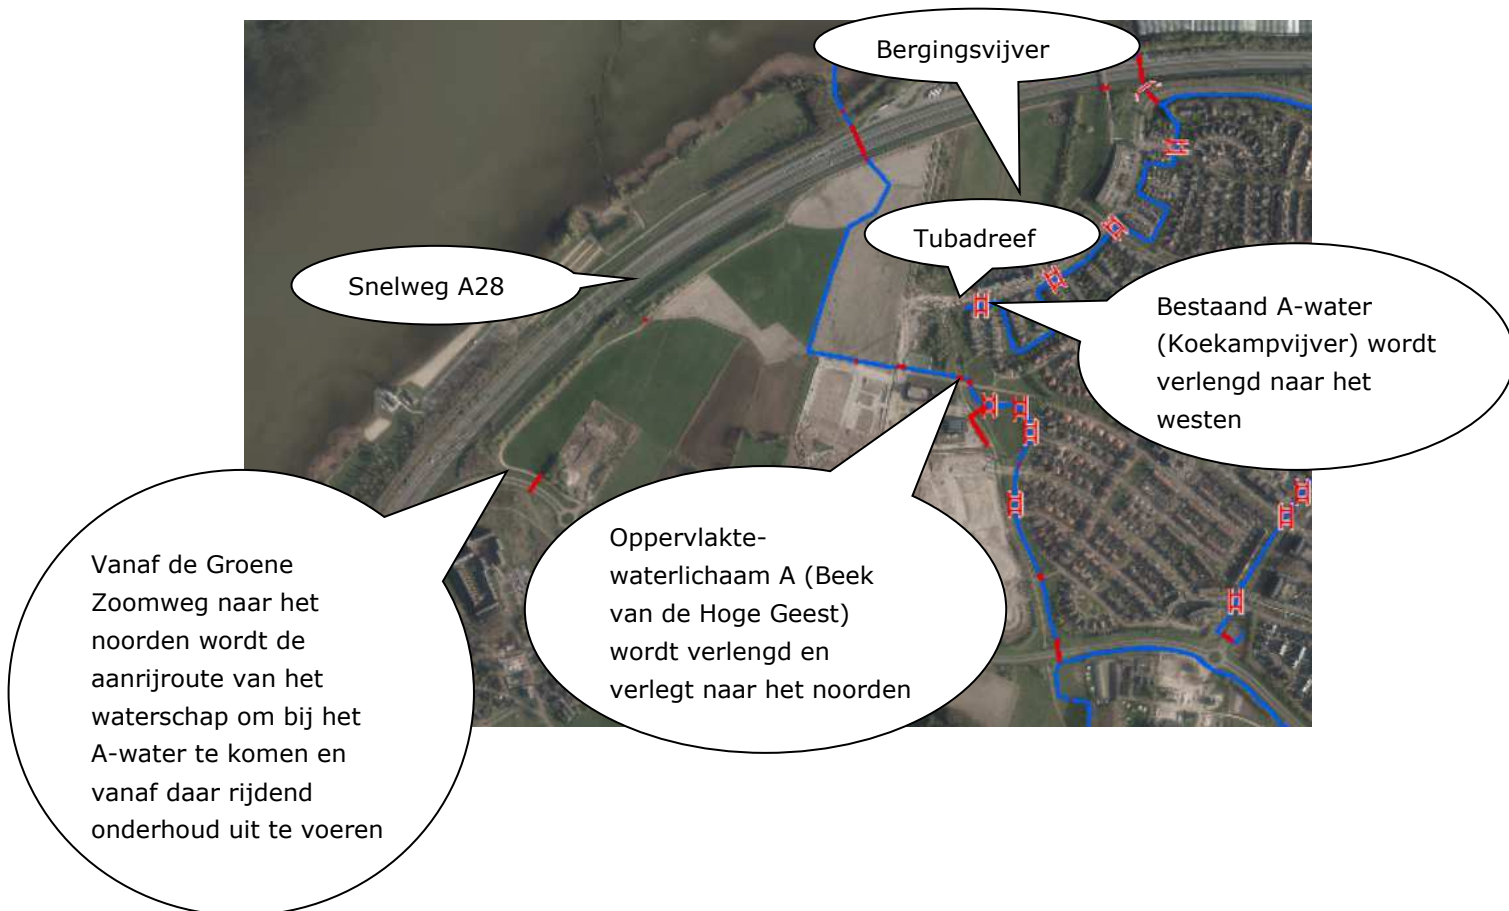 Bergingsvijver
Tubadreef
Snelweg A28
Bestaand A-water
(Koekampvijver) wordt
verlengd naar het
westen
Oppervlakte-
waterlichaam A (Beek
van de Hoge Geest)
wordt verlengd en
verlegt naar het noorden
Vanaf de Groene
Zoomweg naar het
noorden wordt de
aanrijroute van het
waterschap om bij het
A-water te komen en
vanaf daar rijdend
onderhoud uit te voeren